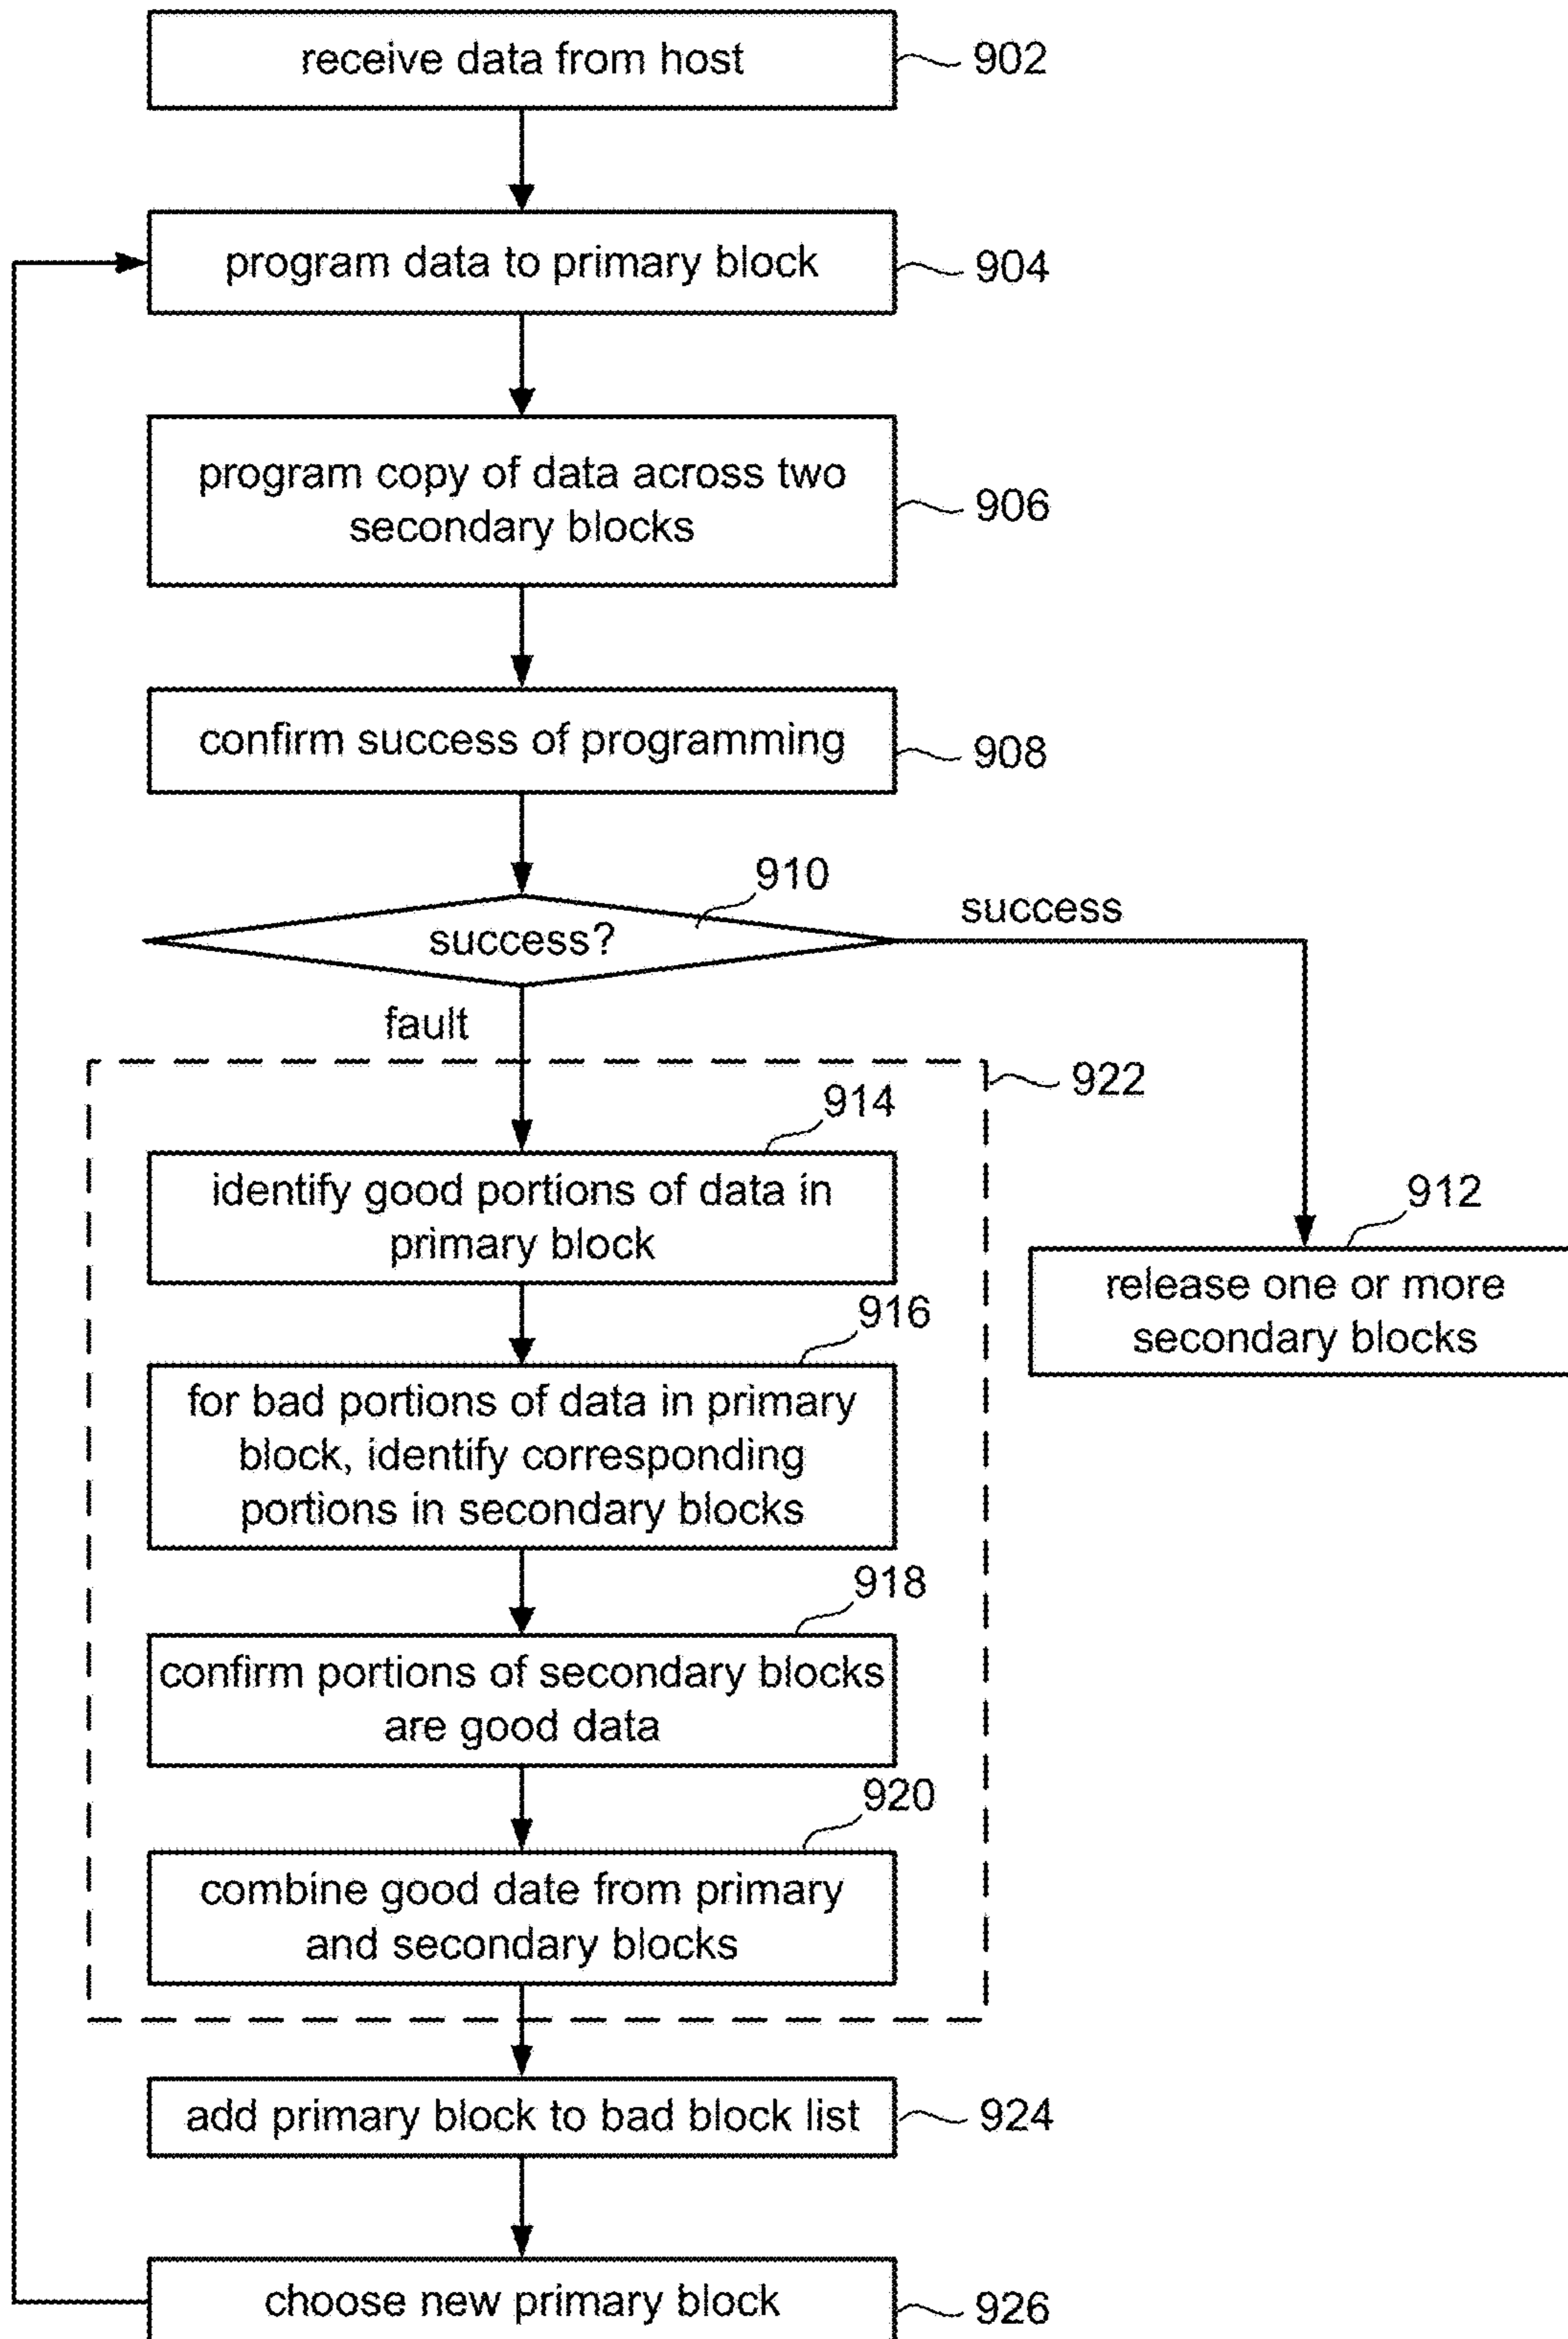 receive data from host
902
program data to primary block
904
program copy of data across two
secondary blocks
906
confirm success of programming
908
910
success?
success
fault
922
914
identify good portions of data in
primary block
912
release one or more
secondary blocks
916
for bad portions of data in primary
block, identify corresponding
portions in secondary blocks
918
confirm portions of secondary blocks
are good data
920
combine good date from primary
and secondary blocks
add primary block to bad block list
924
choose new primary block
926